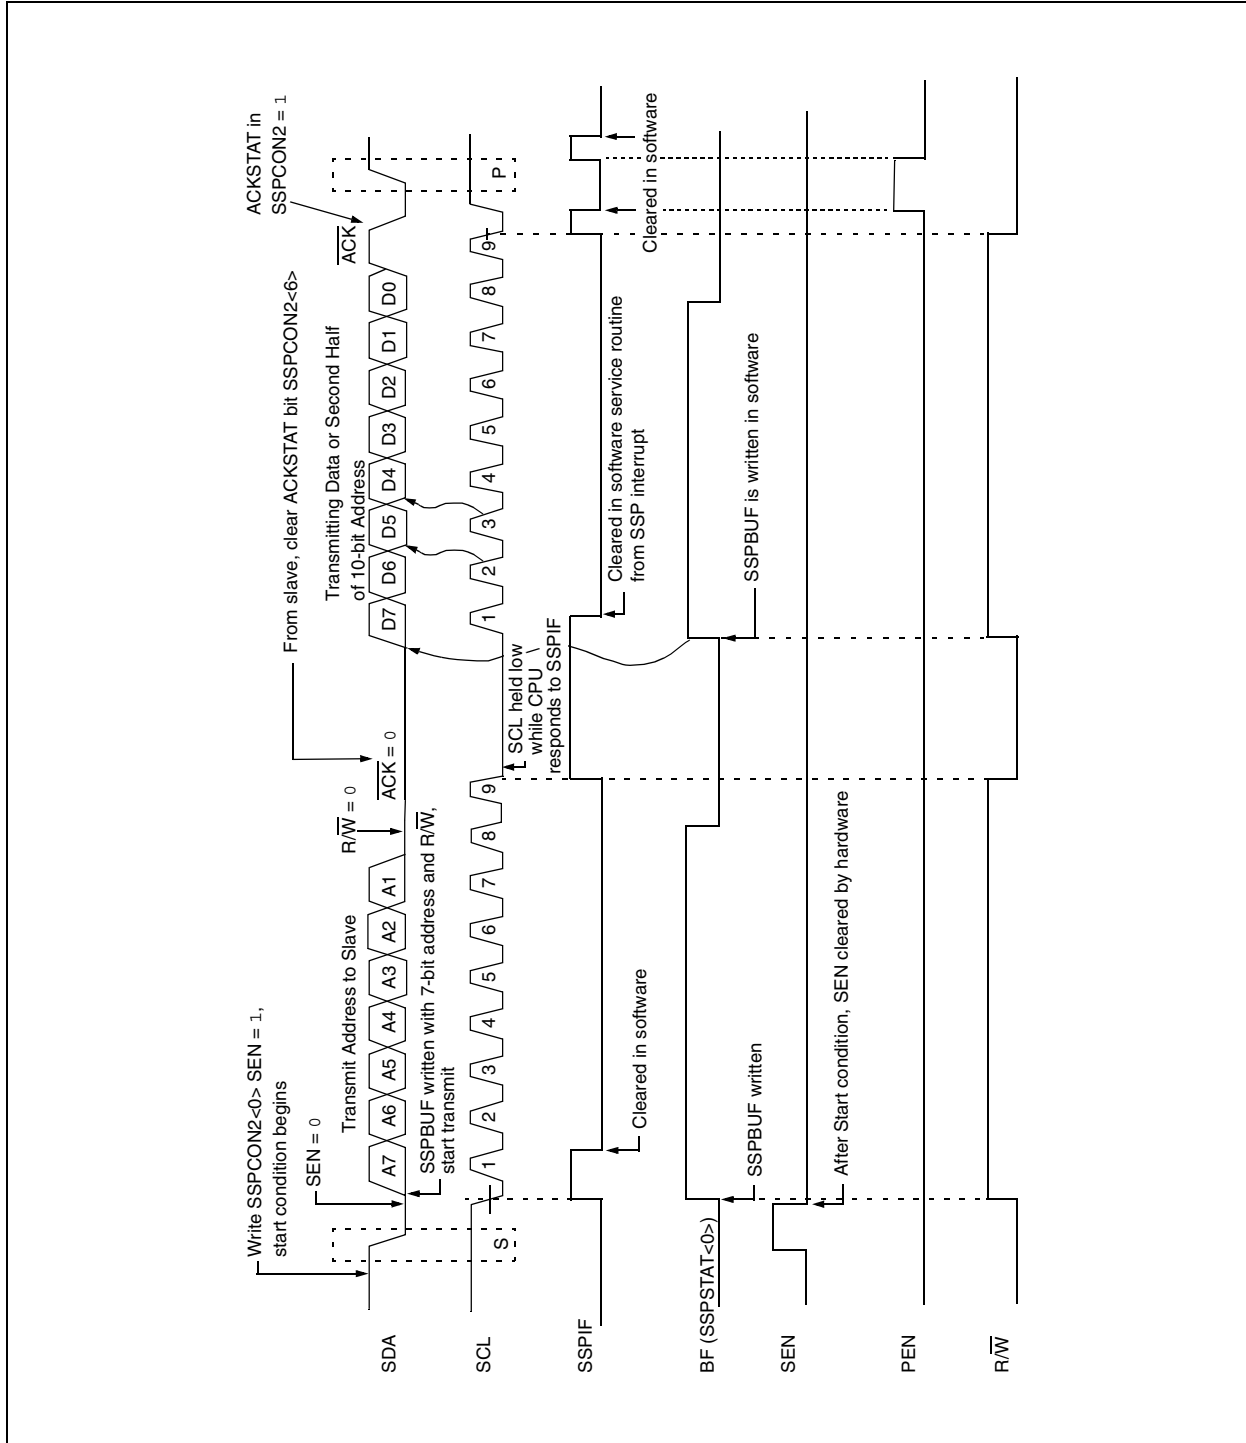 Write SSPCON2<0> SEN = 1,
start condition begins
SEN = 0
Transmit Address to Slave
R/W = 0
From slave, clear ACKSTAT bit SSPCON2<6>
ACK = 0
Transmitting Data or Second Half
of 10-bit Address
ACKSTAT in
SSPCON2 = 1
ACK
SDA
A7 A6 A5 A4 A3 A2 A1
D7 D6 D5 D4 D3 D2 D1 D0
SSPBUF written with 7-bit address and R/W,
start transmit
SCL
S
1 2 3 4 5 6 7 8 9
1 2 3 4 5 6 7 8 9
P
SCL held low
while CPU
responds to SSPIF
SSPIF
Cleared in software
Cleared in software service routine
from SSP interrupt
Cleared in software
BF (SSPSTAT<0>)
SSPBUF written
SSPBUF is written in software
SEN
After Start condition, SEN cleared by hardware
PEN
R/W